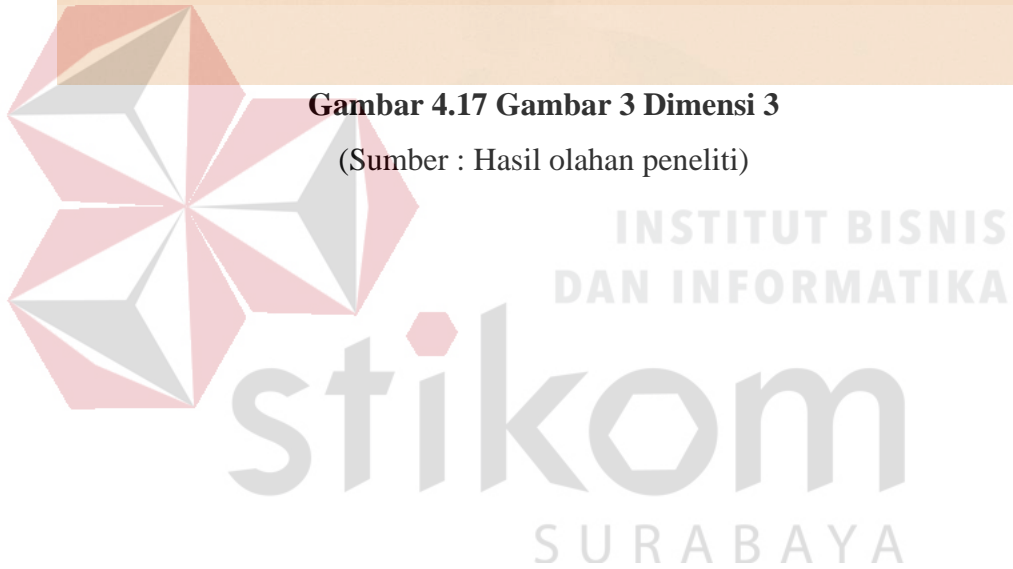 Gambar 4.17 Gambar 3 Dimensi 3
(Sumber : Hasil olahan peneliti)
INSTITUT BISNIS
DAN INFORMATIKA
stikom
SURABAYA